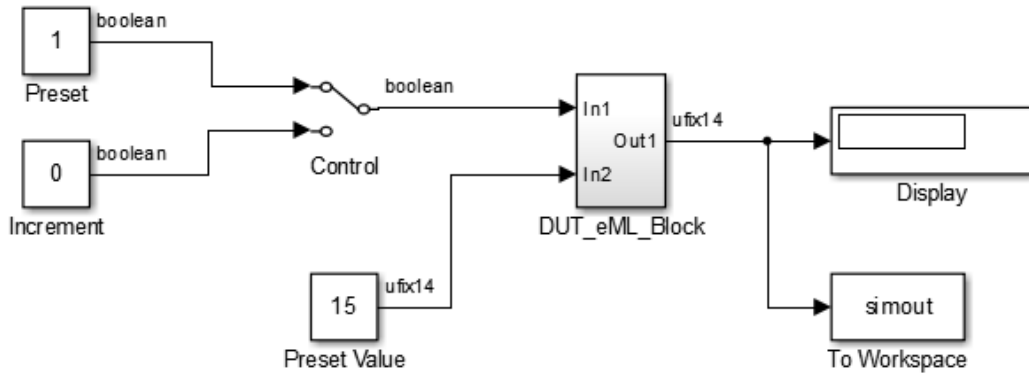 boolean
1
Preset
boolean
0
Increment
Control
boolean
15
ufix14
Preset Value
In1
Out1
In2
DUT_eML_Block
ufix14
Display
simout
To Workspace